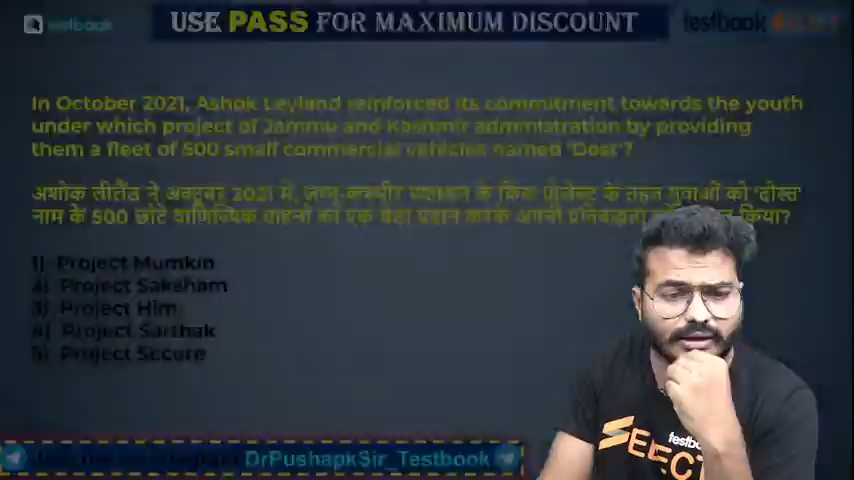 testbook
USE PASS FOR MAXIMUM DISCOUNT
testbook
In October 2021, Ashok Leyland reinforced its commitment towards the youth
under which project of Jammu and Kashmir administration by providing
them a fleet of 500 small commercial vehicles named 'Dost'?
अशोक लीलैंड ने अक्टूबर 2021 में, जम्मू-कश्मीर प्रशासन के किस प्रोजेक्ट के तहत युवाओं को 'दोस्त'
नाम के 500 छोटे वाणिज्यिक वाहनों का एक बेड़ा प्रदान करके अपनी प्रतिबद्धता किया?
1) Project Mumkin
2) Project Saksham
3) Project Him
4) Project Sarthak
5) Project Secure
DrPushapkSir_Testbook
testbo
SELECT